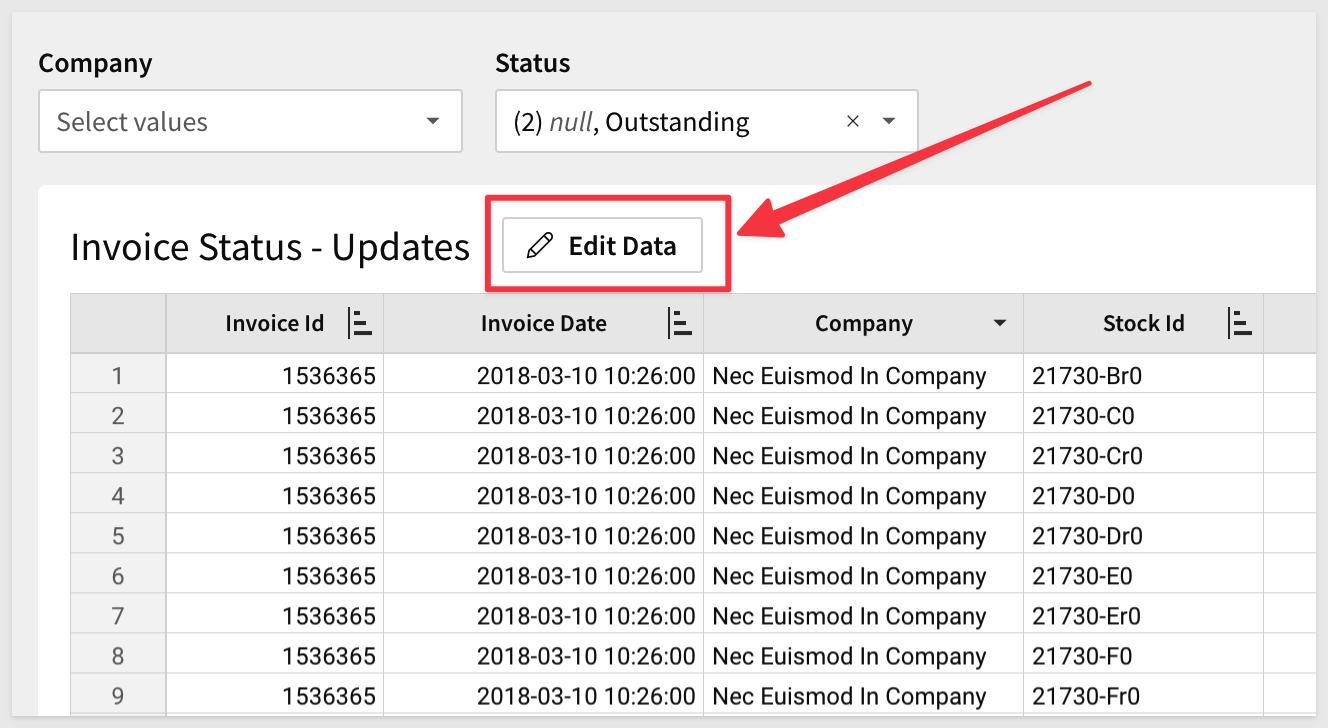 Company Status
Select values (2) null, Outstanding
Invoice Status - Updates Edit Data
Invoice Id Invoice Date Company Stock Id
1 1536365 2018-03-10 10:26:00 Nec Euismod In Company 21730-Br0
2 1536365 2018-03-10 10:26:00 Nec Euismod In Company 21730-C0
3 1536365 2018-03-10 10:26:00 Nec Euismod In Company 21730-Cr0
4 1536365 2018-03-10 10:26:00 Nec Euismod In Company 21730-D0
5 1536365 2018-03-10 10:26:00 Nec Euismod In Company 21730-Dr0
6 1536365 2018-03-10 10:26:00 Nec Euismod In Company 21730-E0
7 1536365 2018-03-10 10:26:00 Nec Euismod In Company 21730-Er0
8 1536365 2018-03-10 10:26:00 Nec Euismod In Company 21730-F0
9 1536365 2018-03-10 10:26:00 Nec Euismod In Company 21730-Fr0